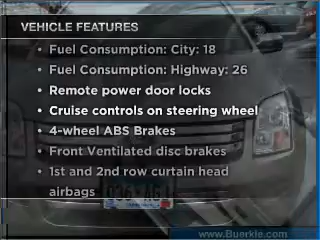 VEHICLE FEATURES
• Fuel Consumption: City: 18
• Fuel Consumption: Highway: 26
• Remote power door locks
• Cruise controls on steering wheel
• 4-wheel ABS Brakes
• Front Ventilated disc brakes
• 1st and 2nd row curtain head
airbags
www.Buerkle.com